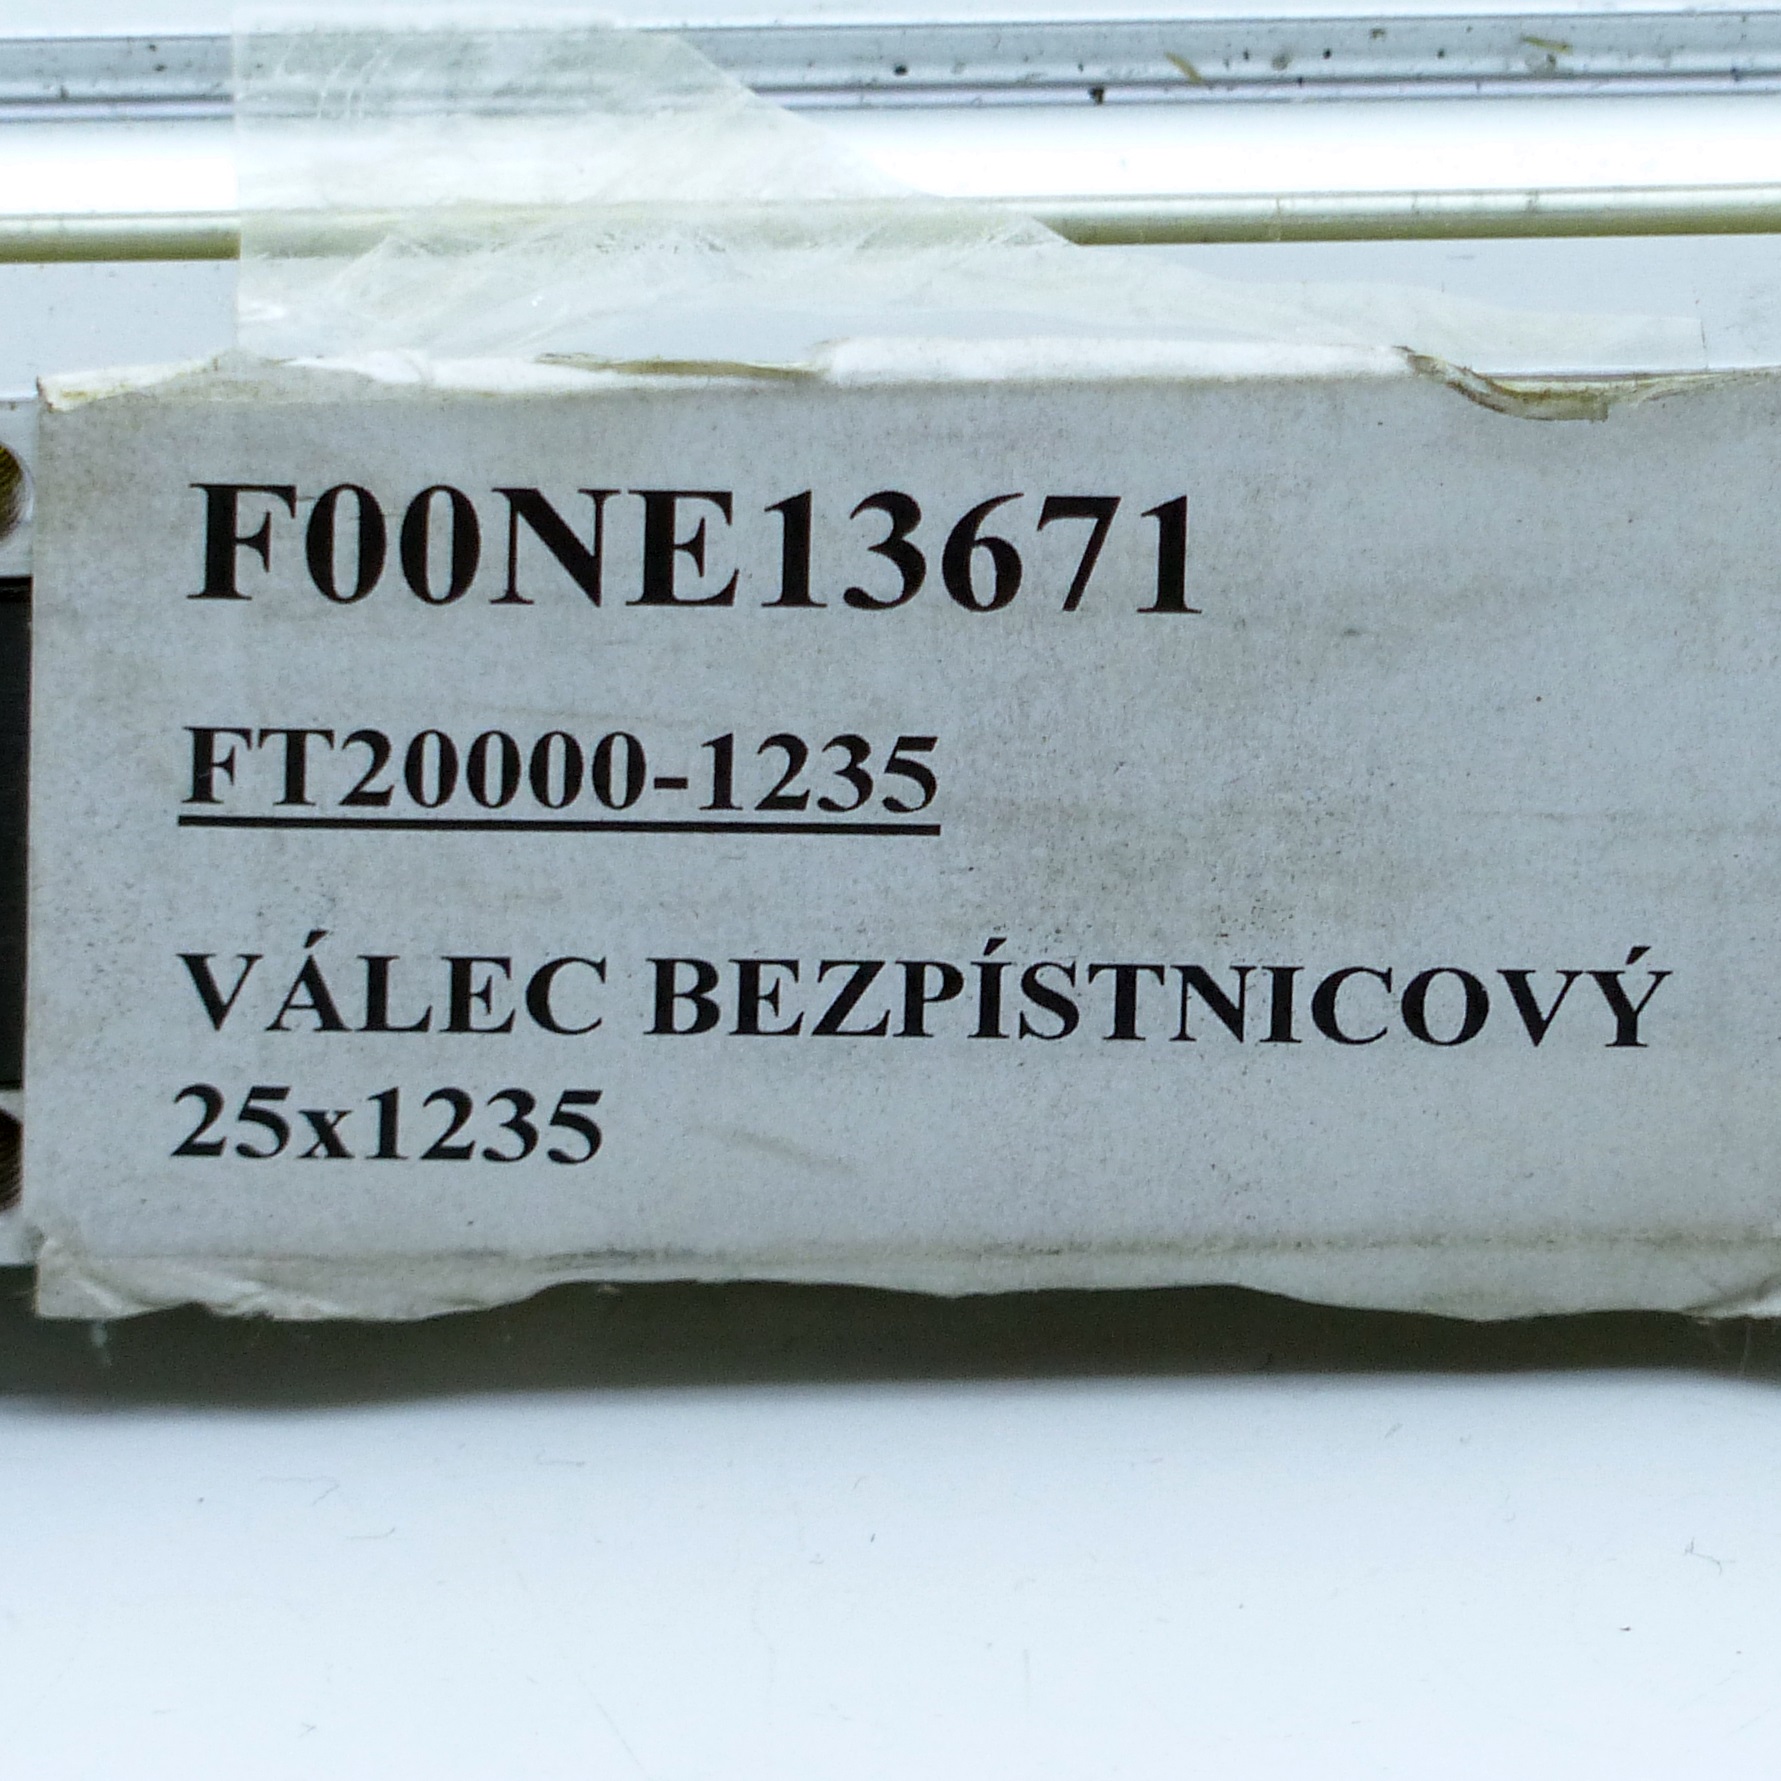 F00NE13671
FT20000-1235
VÁLEC BEZPÍSTNICOVÝ
25x1235